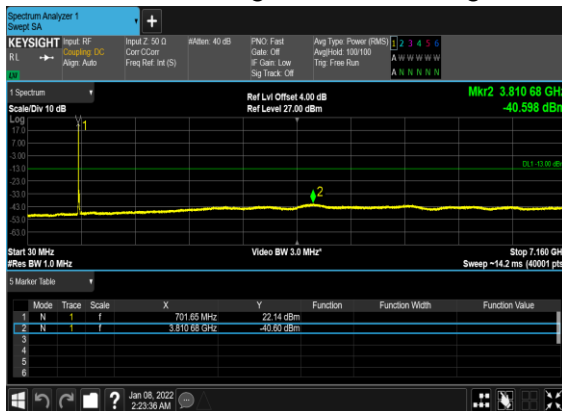 Spectrum Analyzer 1
Swept SA
+
KEYSIGHT Input: RF Input Z: 50 Ω #Atten: 40 dB PNO: Fast Avg Type: Power (RMS) 1 2 3 4 5 6
RL Coupling: DC Corr CCorr Gate: Off Avg|Hold: 100/100 A W W W W W
Align: Auto Freq Ref: Int (S) IF Gain: Low Trig: Free Run
Sig Track: Off A N N N N N
1 Spectrum Ref Lvl Offset 4.00 dB Mkr2 3.810 68 GHz
Scale/Div 10 dB Ref Level 27.00 dBm -40.598 dBm
Log
17.0
7.00
-3.00
-13.0 DL1 -13.00 dBm
-23.0
-33.0
-43.0
-53.0
-63.0
1
2
Start 30 MHz Video BW 3.0 MHz* Stop 7.160 GH
#Res BW 1.0 MHz Sweep ~14.2 ms (40001 pts
5 Marker Table
Mode Trace Scale X Y Function Function Width Function Value
1 N 1 f 701.65 MHz 22.14 dBm
2 N 1 f 3.810 68 GHz -40.60 dBm
3
4
5
6
? Jan 08, 2022
2:23:36 AM